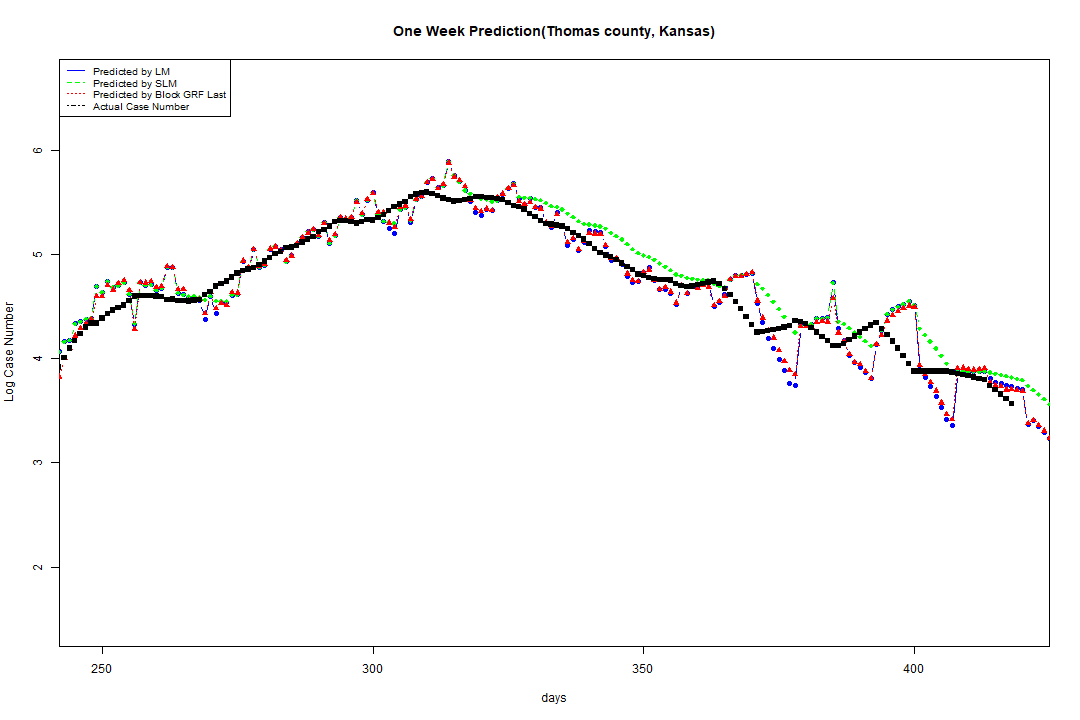 One Week Prediction(Thomas county, Kansas)
Predicted by LM
Predicted by SLM
Predicted by Block GRF Last
Actual Case Number
6
5
4
3
2
Log Case Number
250 300 350 400
days